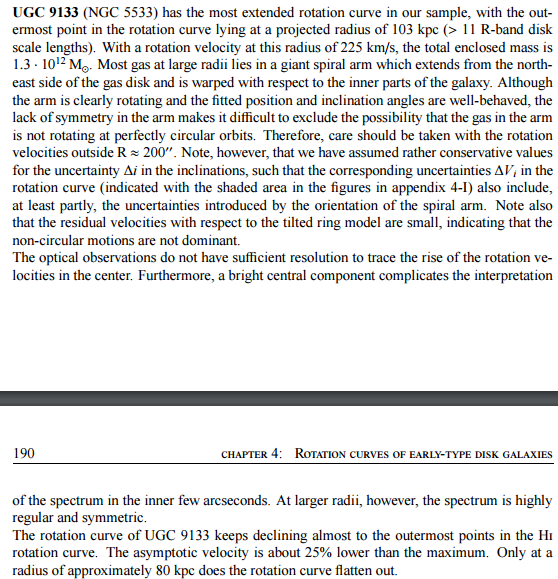 UGC 9133 (NGC 5533) has the most extended rotation curve in our sample, with the out-
ermost point in the rotation curve lying at a projected radius of 103 kpc (> 11 R-band disk
scale lengths). With a rotation velocity at this radius of 225 km/s, the total enclosed mass is
1.3 · 10¹² M⊙. Most gas at large radii lies in a giant spiral arm which extends from the north-
east side of the gas disk and is warped with respect to the inner parts of the galaxy. Although
the arm is clearly rotating and the fitted position and inclination angles are well-behaved, the
lack of symmetry in the arm makes it difficult to exclude the possibility that the gas in the arm
is not rotating at perfectly circular orbits. Therefore, care should be taken with the rotation
velocities outside R ≈ 200″. Note, however, that we have assumed rather conservative values
for the uncertainty Δi in the inclinations, such that the corresponding uncertainties ΔVᵢ in the
rotation curve (indicated with the shaded area in the figures in appendix 4-I) also include,
at least partly, the uncertainties introduced by the orientation of the spiral arm. Note also
that the residual velocities with respect to the tilted ring model are small, indicating that the
non-circular motions are not dominant.
The optical observations do not have sufficient resolution to trace the rise of the rotation ve-
locities in the center. Furthermore, a bright central component complicates the interpretation
190 CHAPTER 4: ROTATION CURVES OF EARLY-TYPE DISK GALAXIES
of the spectrum in the inner few arcseconds. At larger radii, however, the spectrum is highly
regular and symmetric.
The rotation curve of UGC 9133 keeps declining almost to the outermost points in the HI
rotation curve. The asymptotic velocity is about 25% lower than the maximum. Only at a
radius of approximately 80 kpc does the rotation curve flatten out.